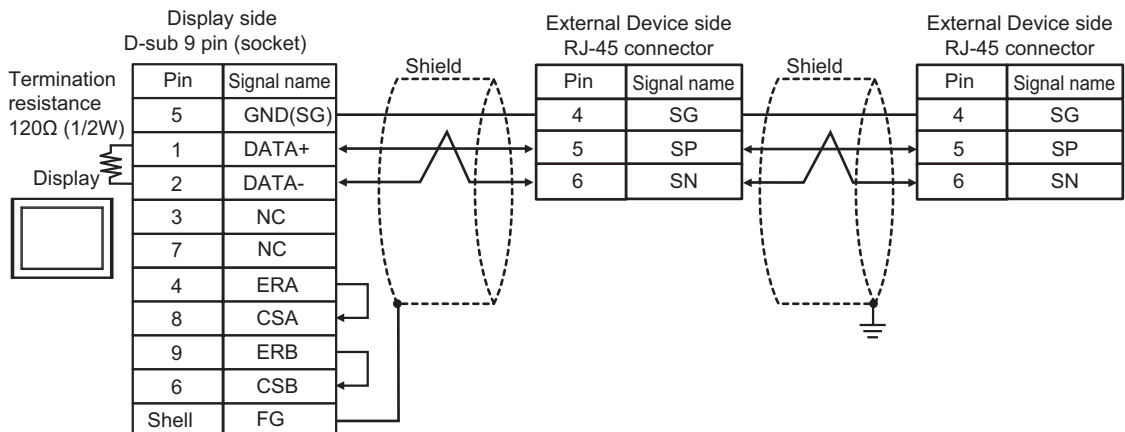 Display side
D-sub 9 pin (socket)
Termination
resistance
120Ω (1/2W)
Display
Pin Signal name
5 GND(SG)
1 DATA+
2 DATA-
3 NC
7 NC
4 ERA
8 CSA
9 ERB
6 CSB
Shell FG
Shield
External Device side
RJ-45 connector
Pin Signal name
4 SG
5 SP
6 SN
Shield
External Device side
RJ-45 connector
Pin Signal name
4 SG
5 SP
6 SN